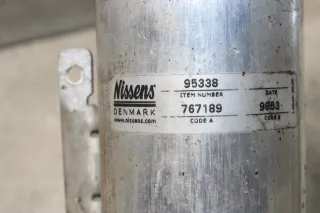 Nissens
DENMARK
www.nissens.com
95338
ITEM NUMBER
767189
CODE A
DATE
9853
CODE B